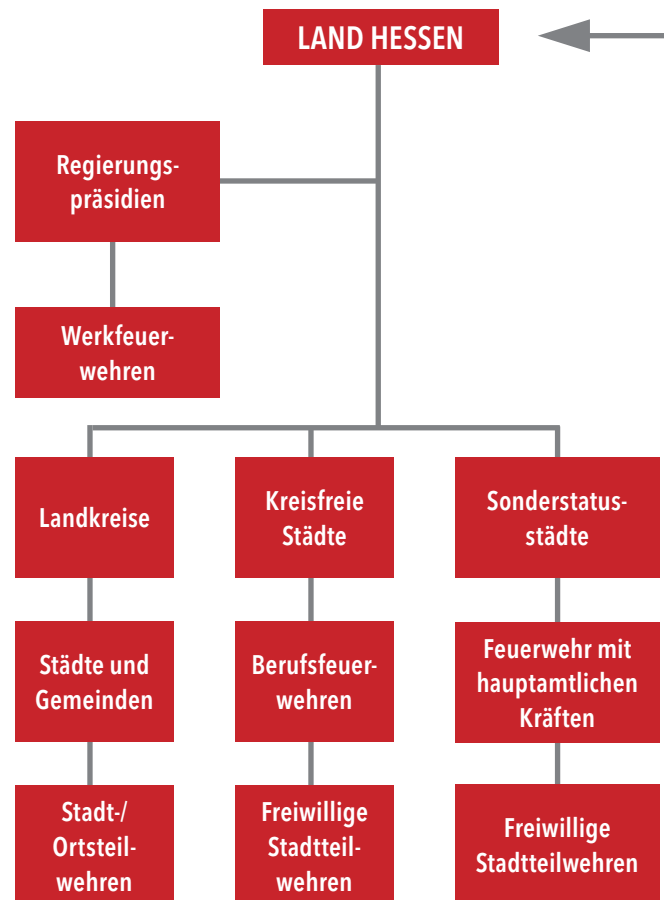 LAND HESSEN
Regierungs-
präsidien
Werkfeuer-
wehren
Landkreise
Kreisfreie
Städte
Sonderstatus-
städte
Städte und
Gemeinden
Berufsfeuer-
wehren
Feuerwehr mit
hauptamtlichen
Kräften
Stadt-/
Ortsteil-
wehren
Freiwillige
Stadtteil-
wehren
Freiwillige
Stadtteilwehren